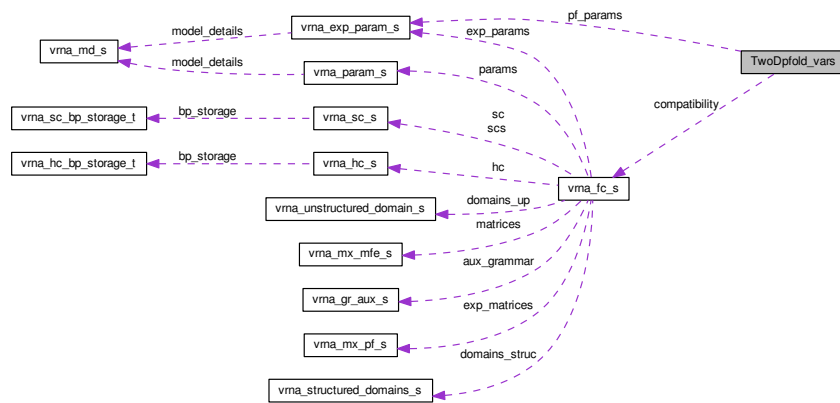 pf_params
vrna_exp_param_s
model_details
exp_params
vrna_md_s
TwoDpfold_vars
model_details
params
vrna_param_s
compatibility
bp_storage
sc
scs
vrna_sc_bp_storage_t
vrna_sc_s
bp_storage
hc
vrna_hc_bp_storage_t
vrna_hc_s
vrna_fc_s
domains_up
vrna_unstructured_domain_s
matrices
vrna_mx_mfe_s
aux_grammar
vrna_gr_aux_s
exp_matrices
vrna_mx_pf_s
domains_struc
vrna_structured_domains_s